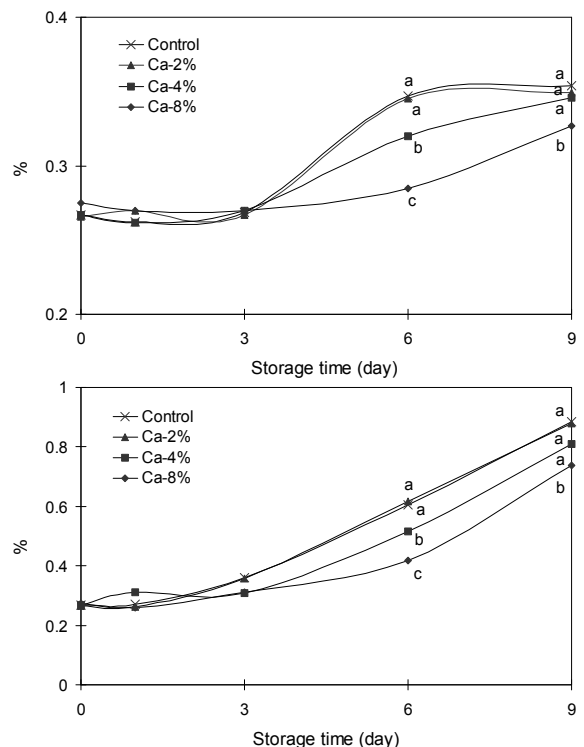 0.4
Control
Ca-2%
Ca-4%
Ca-8%
a
a
a
a
a
0.3
%
b
b
c
0.2
0
3
6
9
Storage time (day)
1
Control
Ca-2%
Ca-4%
Ca-8%
a
a
a
0.8
a
a
b
0.6
%
b
0.4
c
0.2
0
0
3
6
9
Storage time (day)